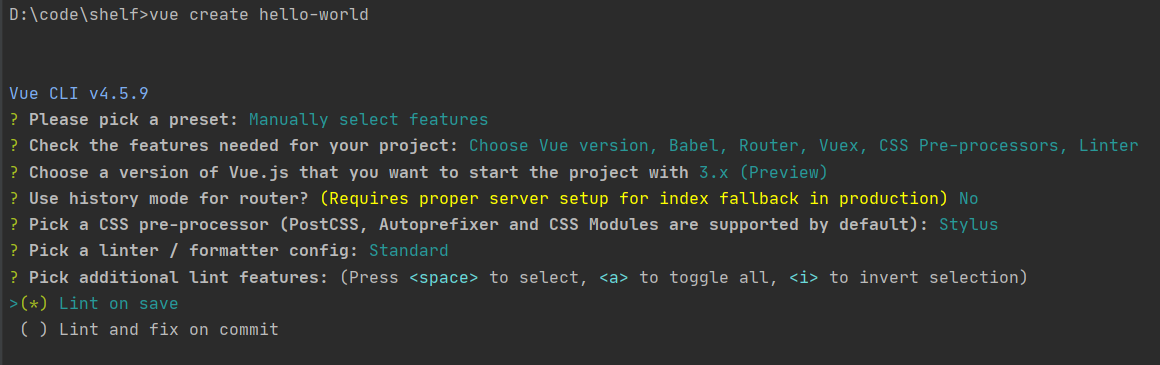 D:\code\shelf>vue create hello-world
Vue CLI v4.5.9
? Please pick a preset: Manually select features
? Check the features needed for your project: Choose Vue version, Babel, Router, Vuex, CSS Pre-processors, Linter
? Choose a version of Vue.js that you want to start the project with 3.x (Preview)
? Use history mode for router? (Requires proper server setup for index fallback in production) No
? Pick a CSS pre-processor (PostCSS, Autoprefixer and CSS Modules are supported by default): Stylus
? Pick a linter / formatter config: Standard
? Pick additional lint features: (Press <space> to select, <a> to toggle all, <i> to invert selection)
>(*) Lint on save
( ) Lint and fix on commit